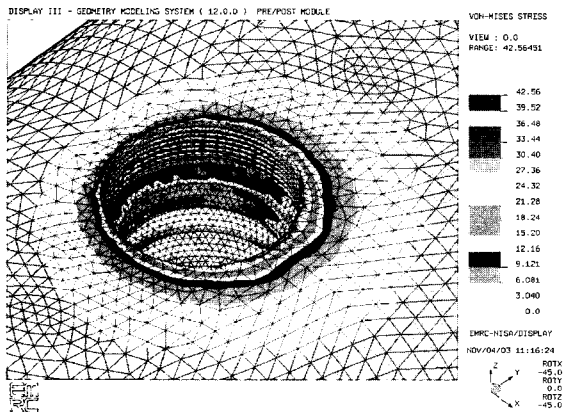 DISPLAY III - GEOMETRY MODELING SYSTEM ( 12.0.0 ) PRE/POST MODULE
VON-MISES STRESS
VIEW : 0.0
RANGE: 42.56451
42.56
39.52
36.48
33.44
30.40
27.36
24.32
21.28
18.24
15.20
12.16
9.121
6.081
3.040
0.0
EMRC-NISA/DISPLAY
NOV/04/03 11:16:24
ROTX
-45.0
ROTY
0.0
ROTZ
-45.0
Z
Y
X